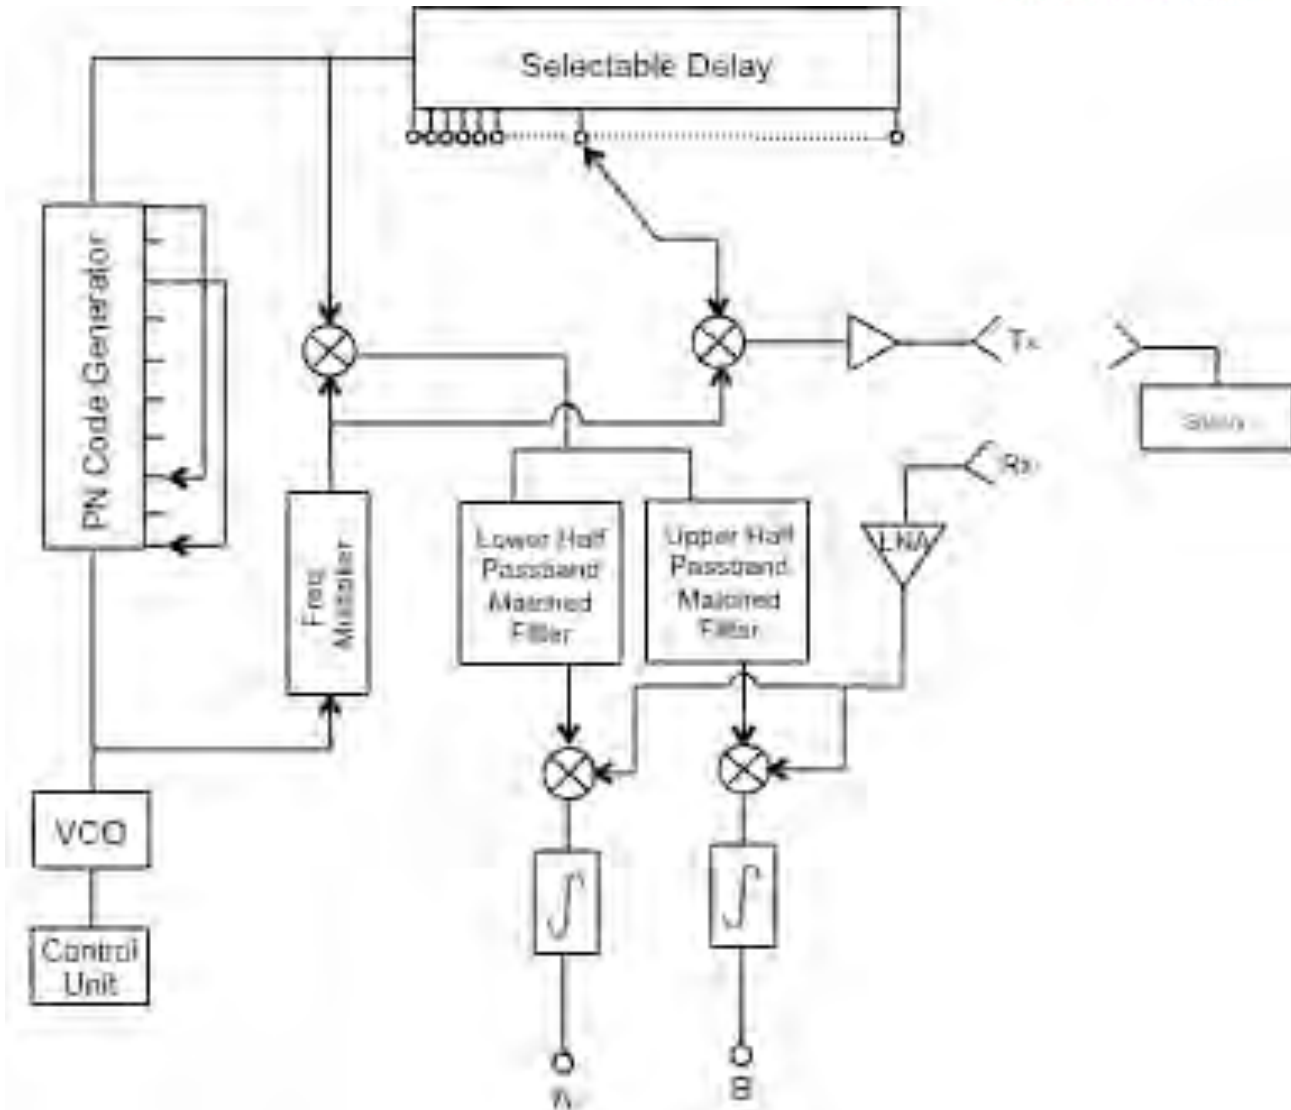 Selectable Delay
PN Code Generator
Tx
Rx
LNA
Freq
Multiplier
Lower Half
Passband
Matched
Filter
Upper Half
Passband
Matched
Filter
VCO
Control
Unit
B